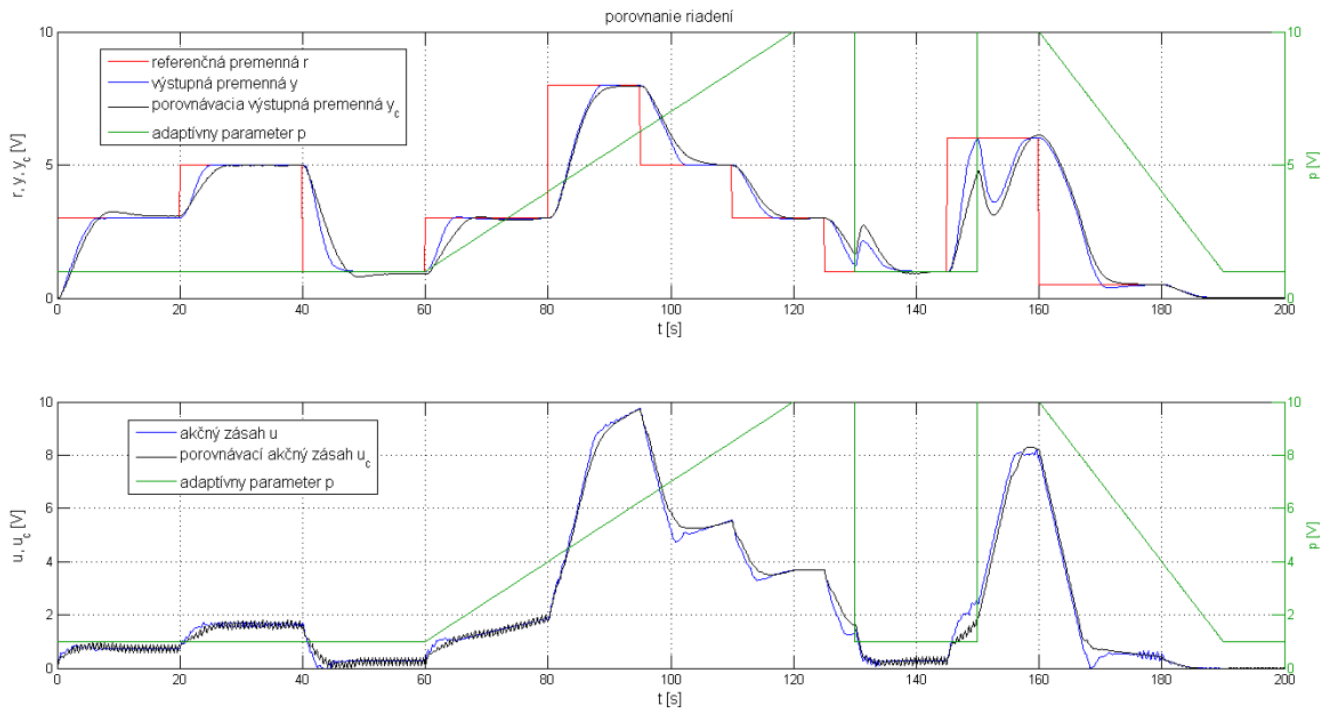 porovnanie riadení
referenčná premenná r
výstupná premenná y
porovnávacia výstupná premenná y_c
adaptívny parameter p
r, y, y_c [V]
10
5
0
p [V]
10
5
0
0 20 40 60 80 100 120 140 160 180 200
t [s]
akčný zásah u
porovnávací akčný zásah u_c
adaptívny parameter p
u, u_c [V]
10
8
6
4
2
0
p [V]
10
8
6
4
2
0
0 20 40 60 80 100 120 140 160 180 200
t [s]